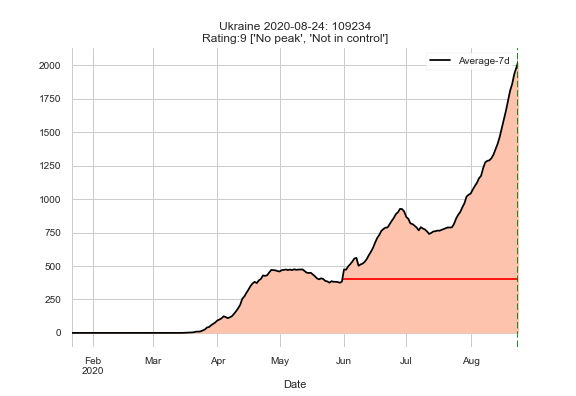 Ukraine 2020-08-24: 109234
Rating:9 ['No peak', 'Not in control']
Average-7d
2000
1750
1500
1250
1000
750
500
250
0
Feb
2020
Mar
Apr
May
Jun
Jul
Aug
Date